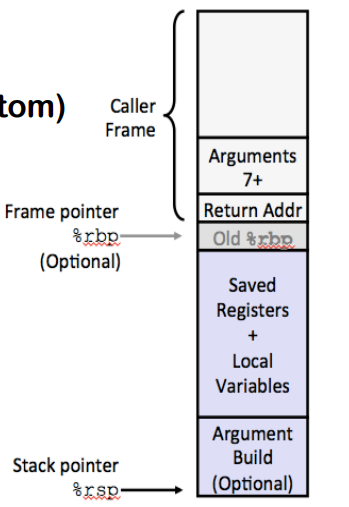 tom)
Caller
Frame
Arguments
7+
Frame pointer
%rbp
(Optional)
Return Addr
Old %rbp
Saved
Registers
+
Local
Variables
Argument
Build
(Optional)
Stack pointer
%rsp